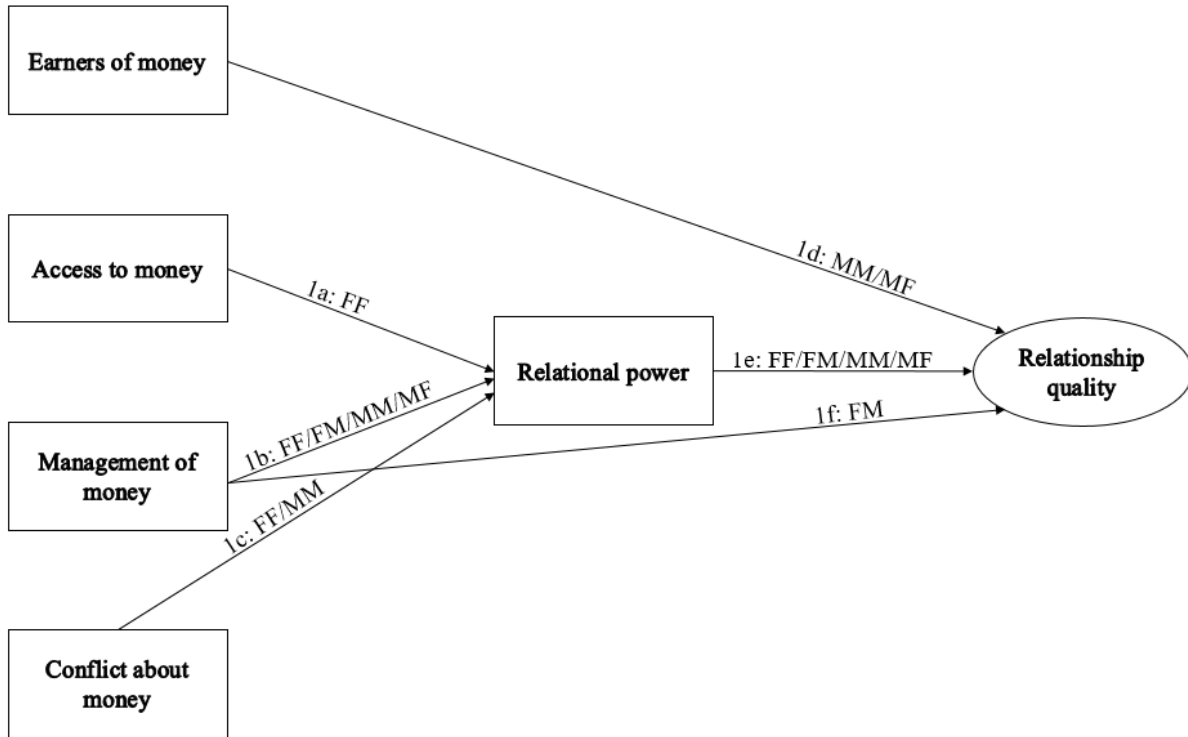 Earners of money
Access to money
1d: MM/MF
1a: FF
Relational power
1e: FF/FM/MM/MF
Relationship
quality
1b: FF/FM/MM/MF
1f: FM
Management of
money
1c: FF/MM
Conflict about
money